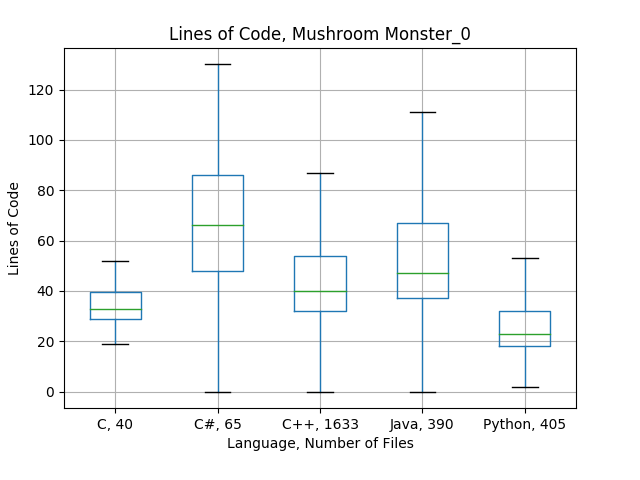 Lines of Code, Mushroom Monster_0
Lines of Code
120
100
80
60
40
20
0
C, 40
C#, 65
C++, 1633
Java, 390
Python, 405
Language, Number of Files